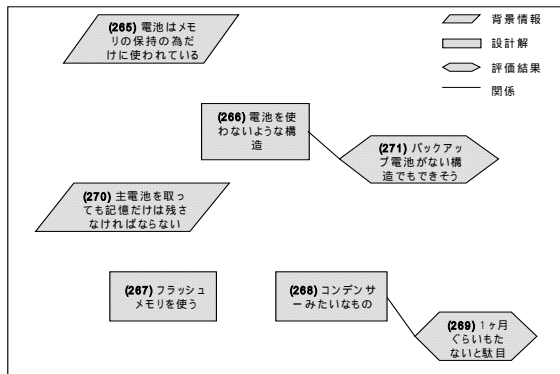 (265) 電池はメモ
リの保持の為だ
けに使われている
背景情報
設計解
評価結果
関係
(266) 電池を使
わないような構
造
(271) バックアッ
プ電池がない構
造でもできそう
(270) 主電池を取っ
ても記憶だけは残さ
なければならない
(267) フラッシュ
メモリを使う
(268) コンデンサ
ーみたいなもの
(269) 1ヶ月
ぐらいもた
ないと駄目